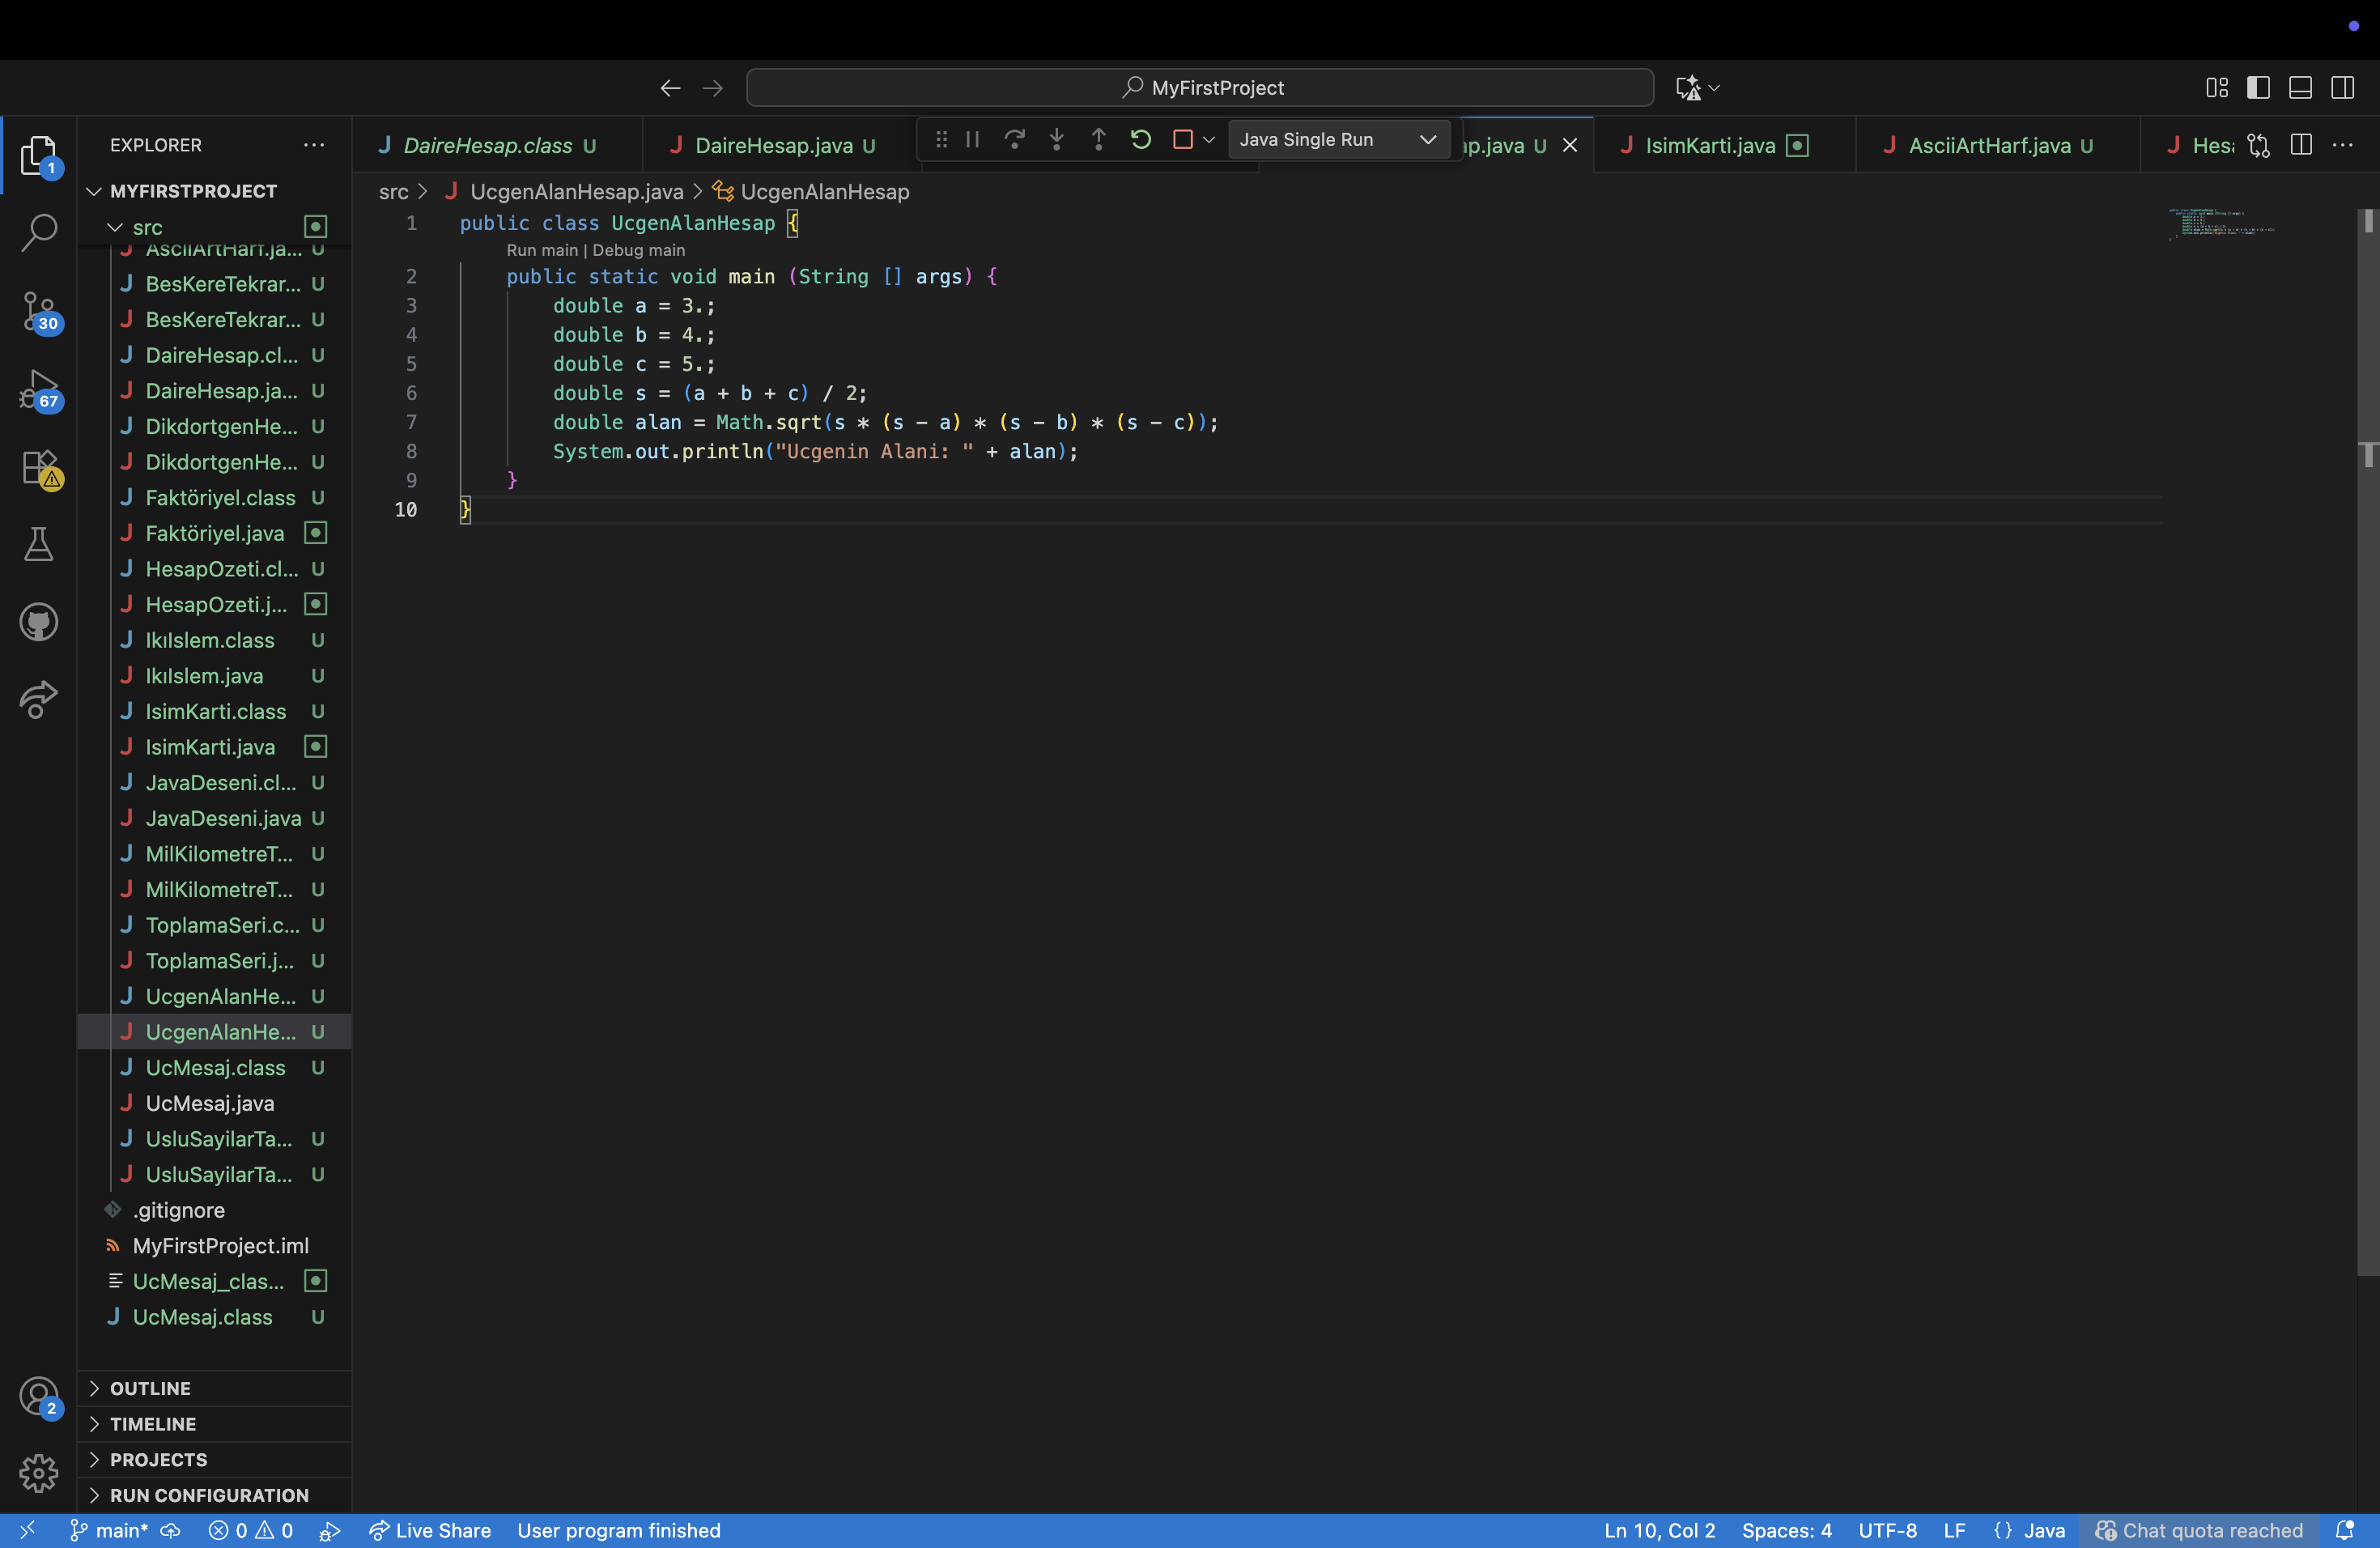 MyFirstProject
EXPLORER
DaireHesap.class U
DaireHesap.java U
Java Single Run
ap.java U
IsimKarti.java
AsciiArtHarf.java U
Hesa
MYFIRSTPROJECT
src
AsciiArtHarf.ja... U
BesKereTekrar... U
BesKereTekrar... U
DaireHesap.cl... U
DaireHesap.ja... U
DikdortgenHe... U
DikdortgenHe... U
Faktöriyel.class U
Faktöriyel.java
HesapOzeti.cl... U
HesapOzeti.j...
IkıIslem.class U
IkıIslem.java U
IsimKarti.class U
IsimKarti.java
JavaDeseni.cl... U
JavaDeseni.java U
MilKilometreT... U
MilKilometreT... U
ToplamaSeri.c... U
ToplamaSeri.j... U
UcgenAlanHe... U
UcgenAlanHe... U
UcMesaj.class U
UcMesaj.java
UsluSayilarTa... U
UsluSayilarTa... U
.gitignore
MyFirstProject.iml
UcMesaj_clas...
UcMesaj.class U
OUTLINE
TIMELINE
PROJECTS
RUN CONFIGURATION
1
30
67
2
src > UcgenAlanHesap.java > UcgenAlanHesap
1 public class UcgenAlanHesap {
Run main | Debug main
2 public static void main (String [] args) {
3 double a = 3.;
4 double b = 4.;
5 double c = 5.;
6 double s = (a + b + c) / 2;
7 double alan = Math.sqrt(s * (s - a) * (s - b) * (s - c));
8 System.out.println("Ucgenin Alani: " + alan);
9 }
10 }
main* 0 0 Live Share User program finished Ln 10, Col 2 Spaces: 4 UTF-8 LF {} Java Chat quota reached